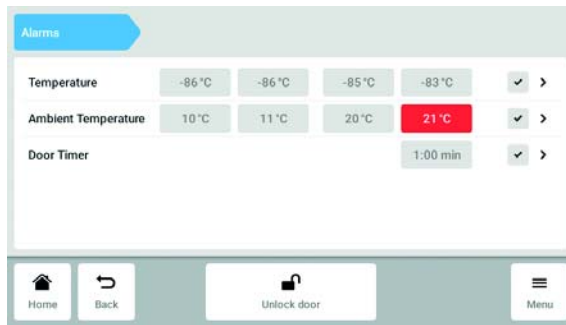 Alarms
Temperature -86 °C -86 °C -85 °C -83 °C
Ambient Temperature 10 °C 11 °C 20 °C 21 °C
Door Timer 1:00 min
Home Back Unlock door Menu